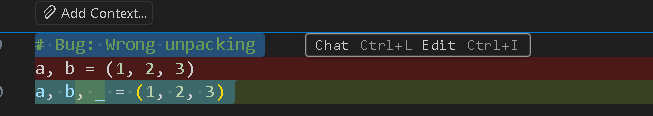 Add Context...
# Bug: Wrong unpacking
Chat Ctrl+L Edit Ctrl+I
a, b = (1, 2, 3)
a, b, _ = (1, 2, 3)